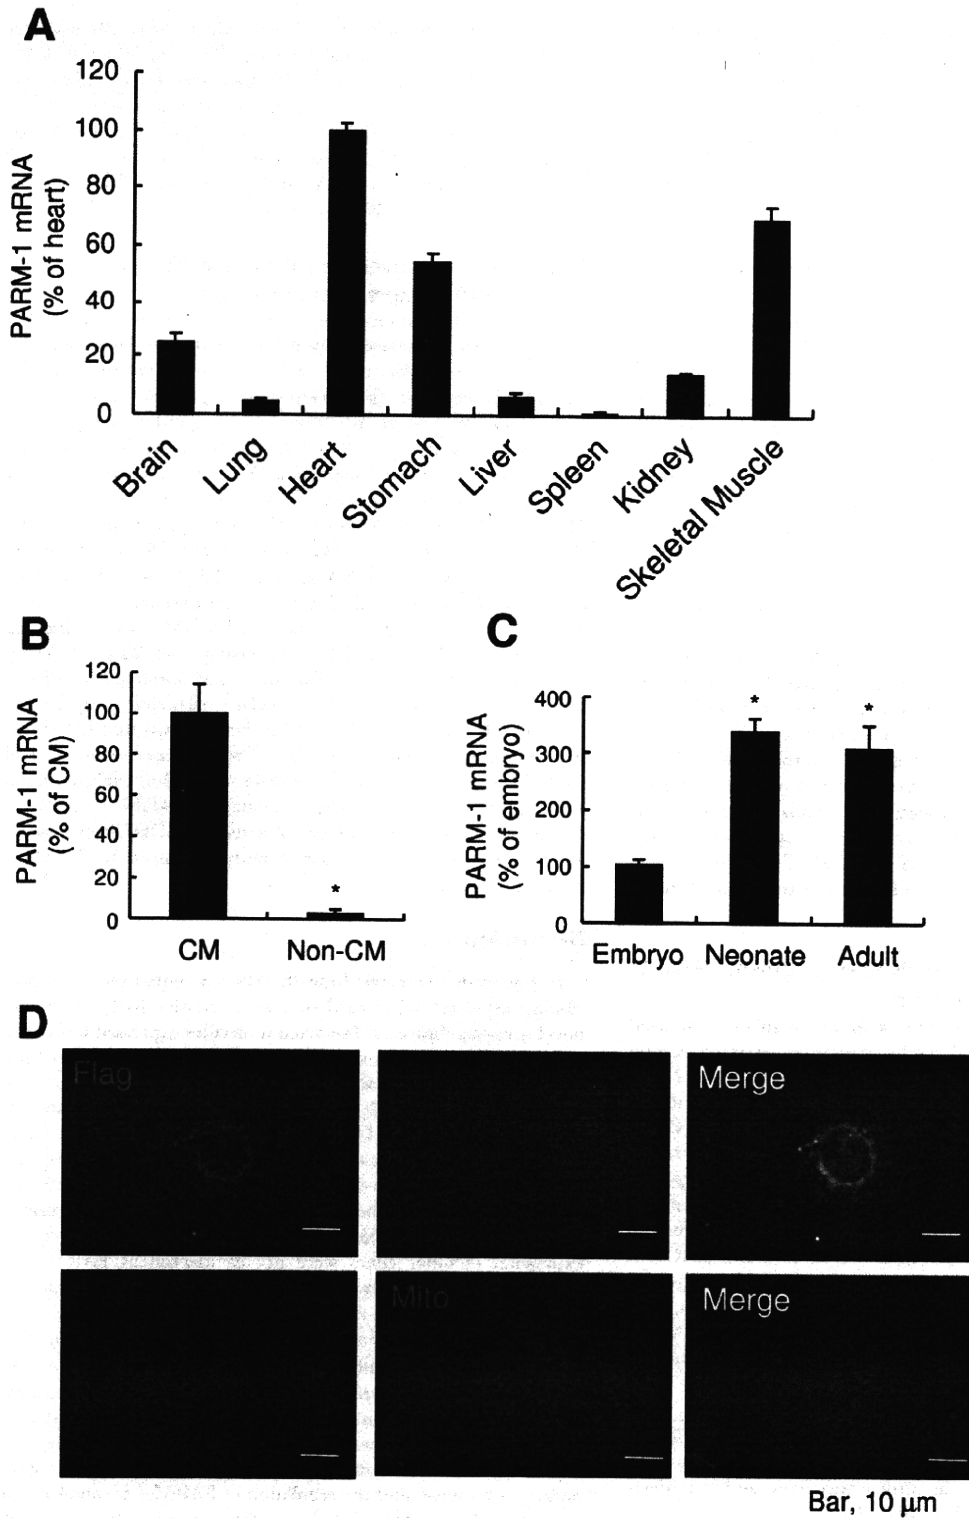 A
PARM-1 mRNA
(% of heart)
120
100
80
60
40
20
0
Brain
Lung
Heart
Stomach
Liver
Spleen
Kidney
Skeletal Muscle
B
PARM-1 mRNA
(% of CM)
120
100
80
60
40
20
0
*
CM
Non-CM
C
PARM-1 mRNA
(% of embryo)
400
300
200
100
0
*
*
Embryo
Neonate
Adult
D
Flag
Merge
Mito
Merge
Bar, 10 µm